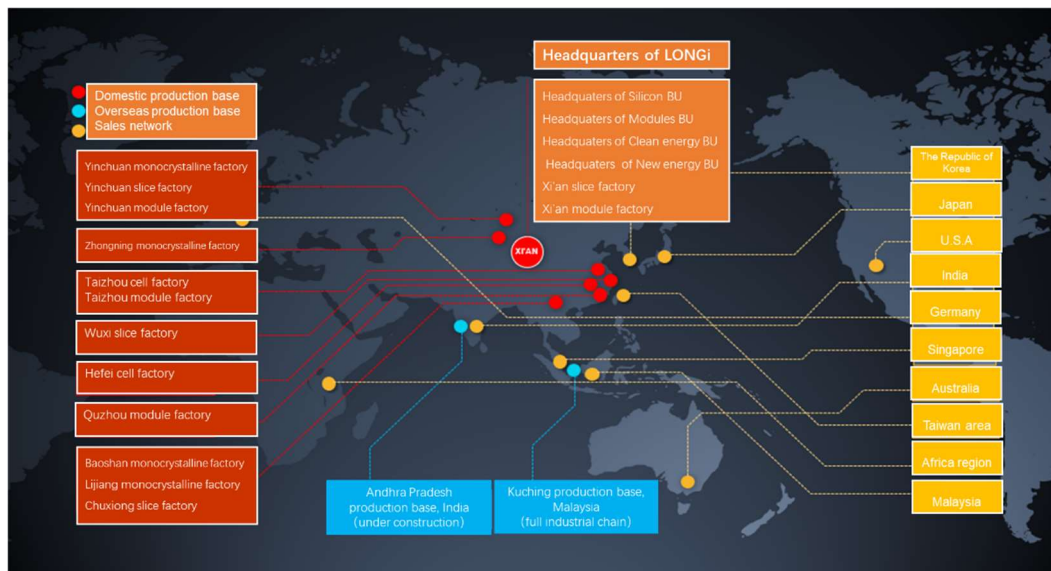 Headquarters of LONGi
Domestic production base
Overseas production base
Sales network
Headquaters of Silicon BU
Headquaters of Modules BU
Headquaters of Clean energy BU
Headquaters of New energy BU
Xi'an slice factory
Xi'an module factory
Yinchuan monocrystalline factory
Yinchuan slice factory
Yinchuan module factory
Zhongning monocrystalline factory
Taizhou cell factory
Taizhou module factory
Wuxi slice factory
Hefei cell factory
Quzhou module factory
Baoshan monocrystalline factory
Lijiang monocrystalline factory
Chuxiong slice factory
XI'AN
Andhra Pradesh
production base, India
(under construction)
Kuching production base,
Malaysia
(full industrial chain)
The Republic of
Korea
Japan
U.S.A
India
Germany
Singapore
Australia
Taiwan area
Africa region
Malaysia